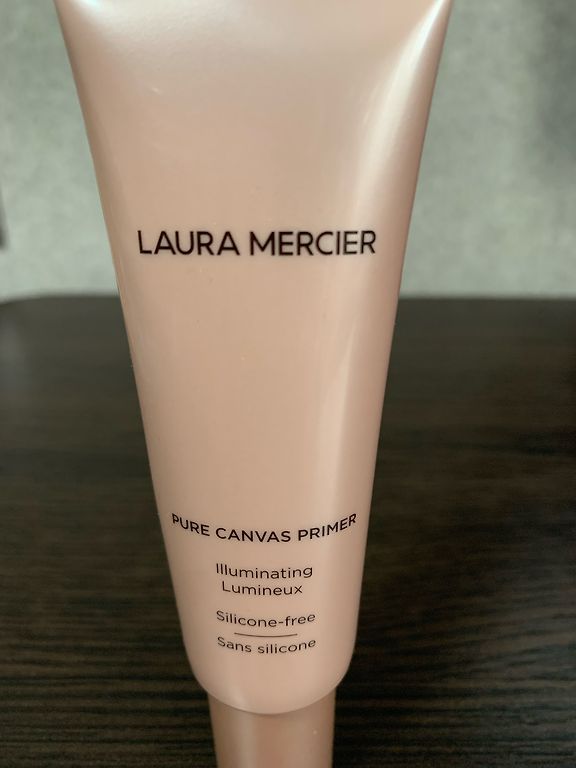 LAURA MERCIER
PURE CANVAS PRIMER
Illuminating
Lumineux
Silicone-free
Sans silicone